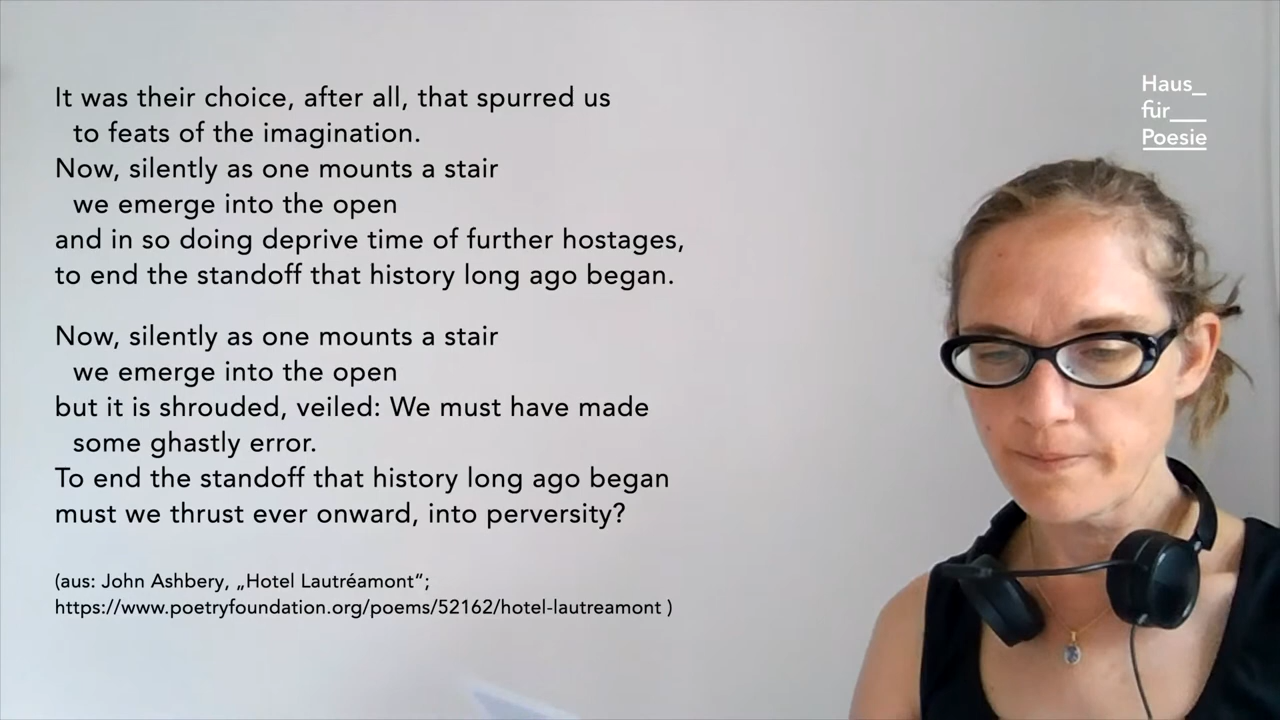 It was their choice, after all, that spurred us
to feats of the imagination.
Now, silently as one mounts a stair
we emerge into the open
and in so doing deprive time of further hostages,
to end the standoff that history long ago began.
Now, silently as one mounts a stair
we emerge into the open
but it is shrouded, veiled: We must have made
some ghastly error.
To end the standoff that history long ago began
must we thrust ever onward, into perversity?
(aus: John Ashbery, „Hotel Lautréamont“;
https://www.poetryfoundation.org/poems/52162/hotel-lautreamont )
Haus_
für___
Poesie